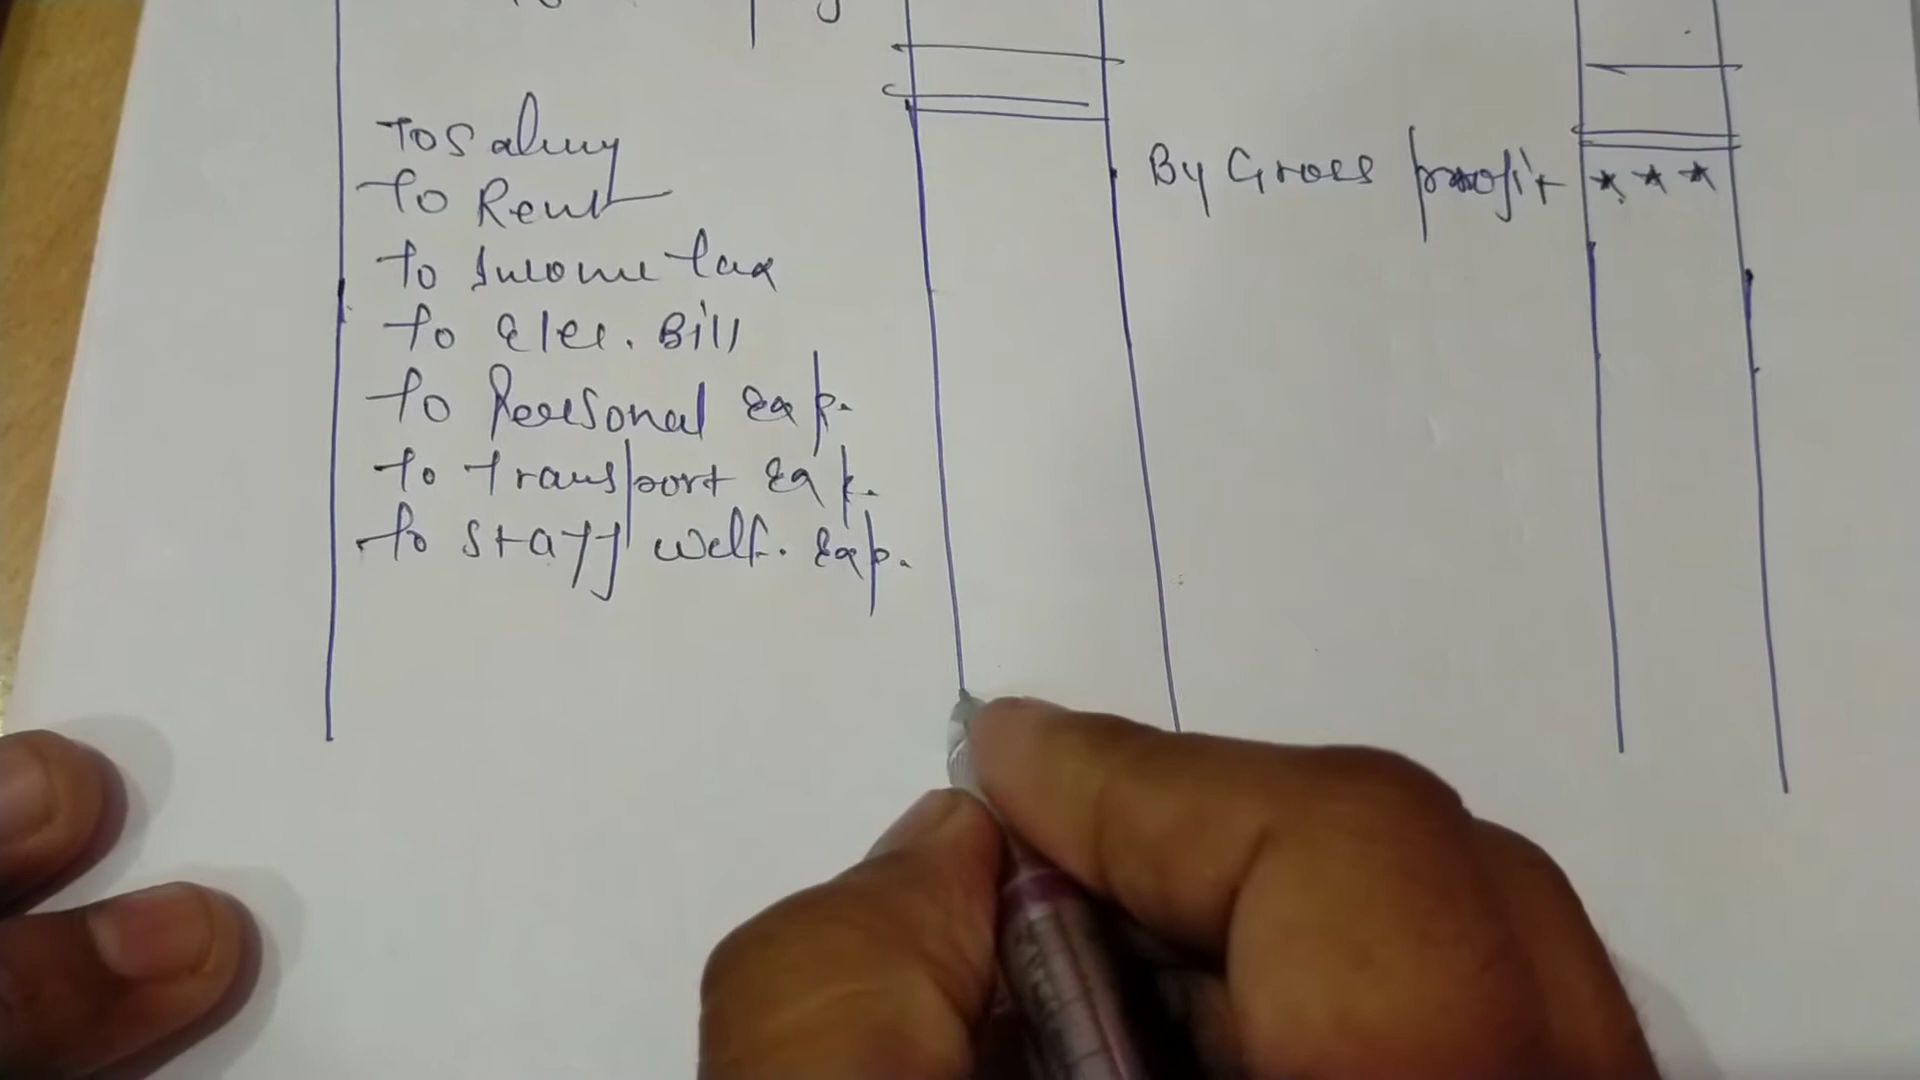 To Salary
To Rent
To Income tax
To Elec. Bill
To Personal Exp.
To transport Exp.
To Staff Welf. Exp.
By Gross profit ***